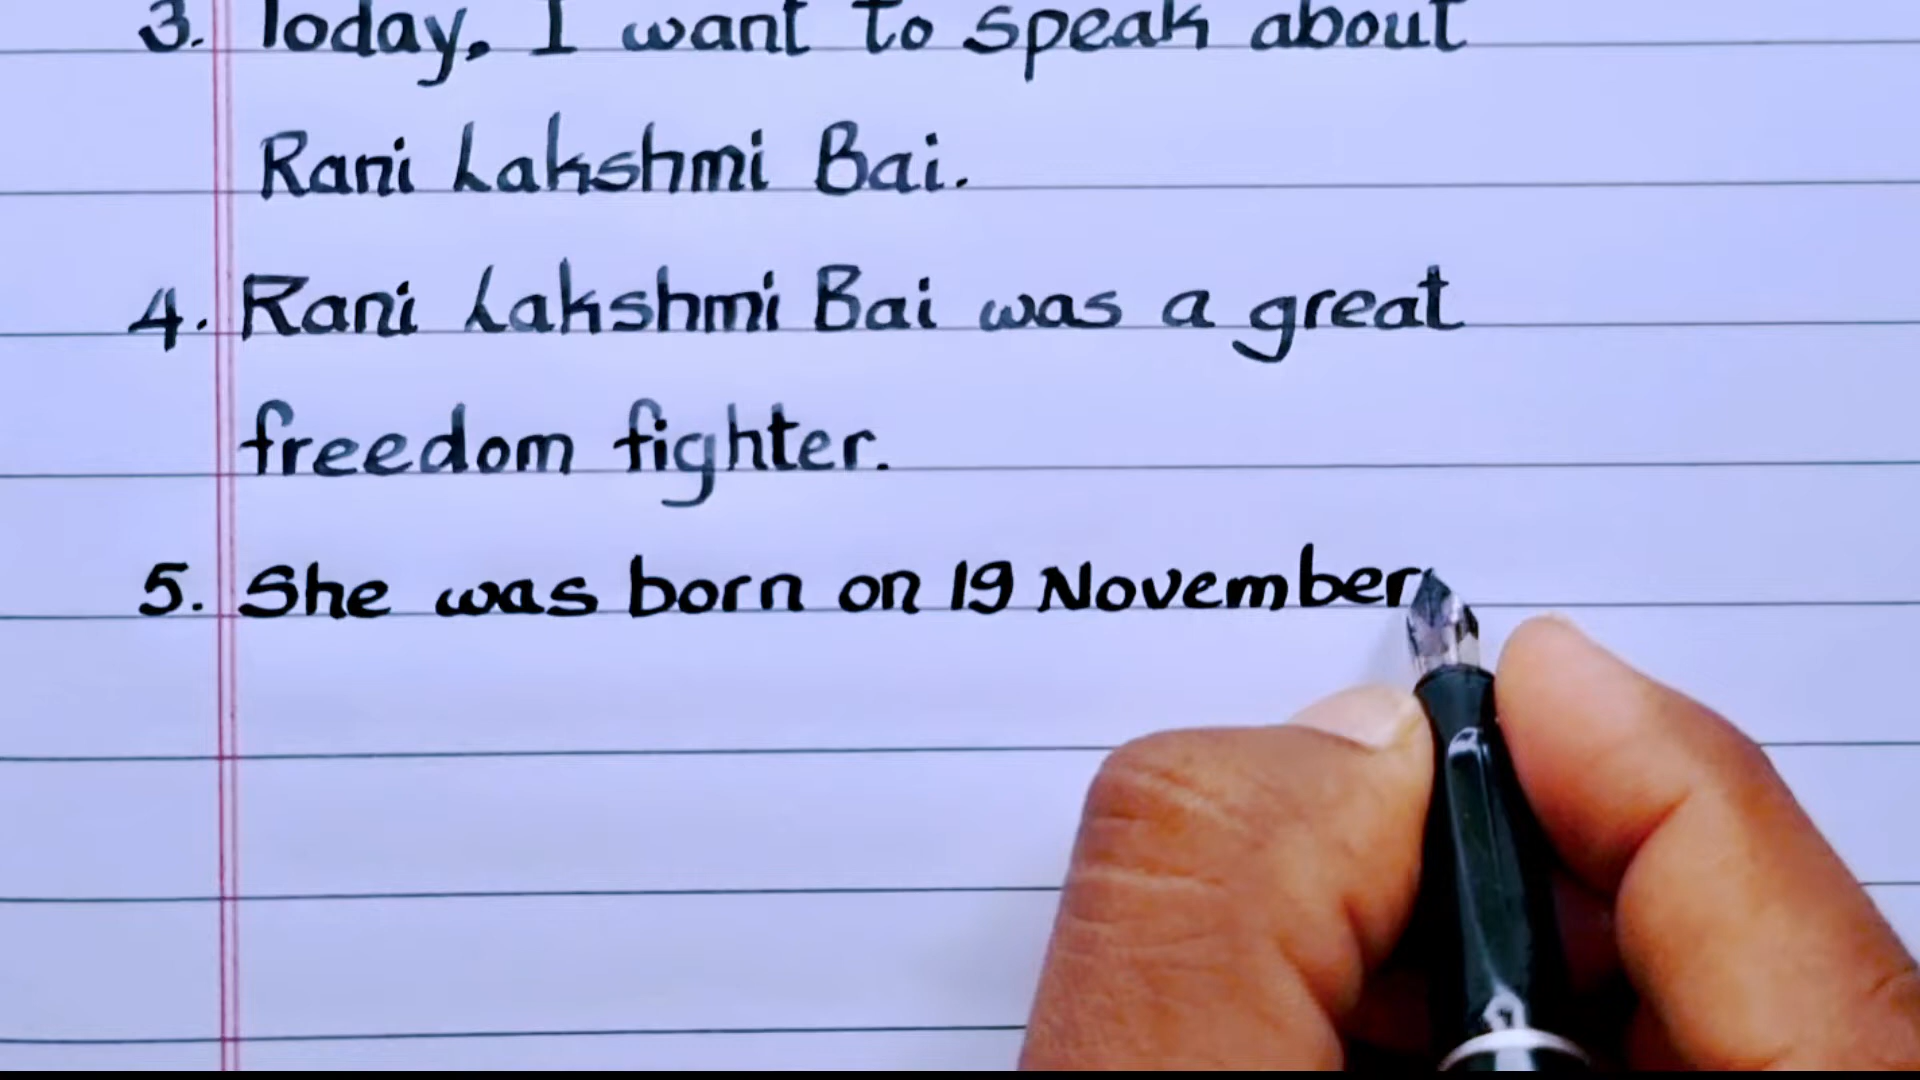 3. Today, I want to speak about
Rani Lakshmi Bai.
4. Rani Lakshmi Bai was a great
freedom fighter.
5. She was born on 19 November